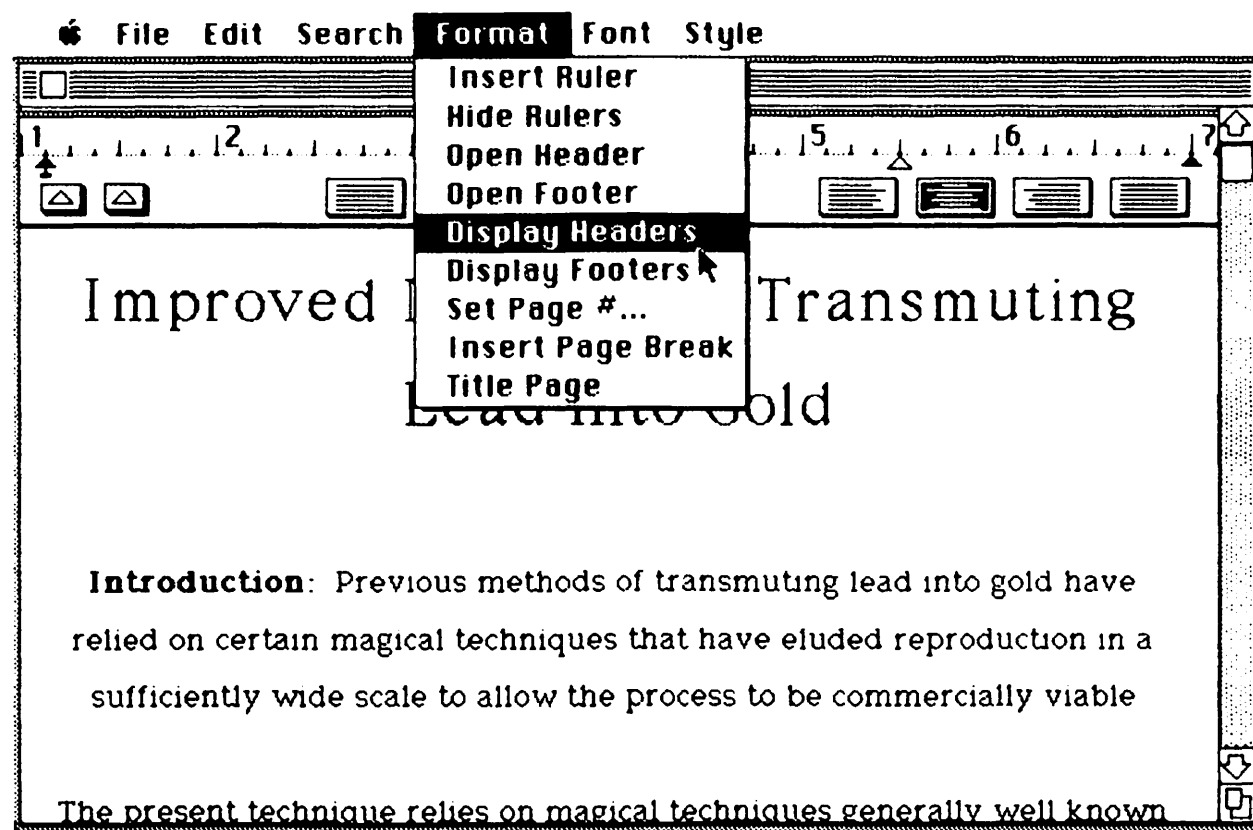 File Edit Search Format Font Style
Insert Ruler
Hide Rulers
Open Header
Open Footer
Display Headers
Display Footers
Set Page #...
Insert Page Break
Title Page
1 2 5 6 7
Improved Transmuting
Lead into Gold
Introduction: Previous methods of transmuting lead into gold have
relied on certain magical techniques that have eluded reproduction in a
sufficiently wide scale to allow the process to be commercially viable
The present technique relies on magical techniques generally well known